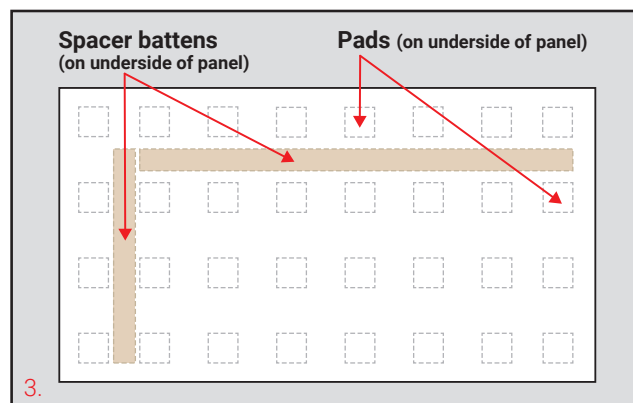 Spacer battens
(on underside of panel)
Pads (on underside of panel)
3.